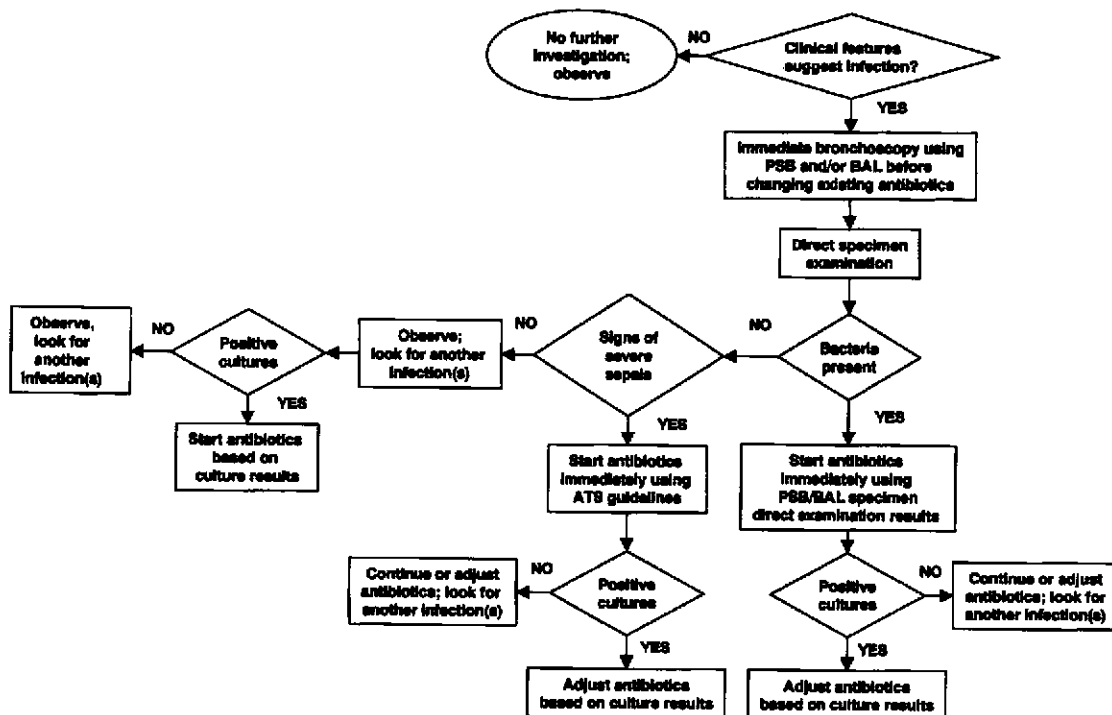 No further
investigation;
observe
NO
Clinical features
suggest infection?
YES
Immediate bronchoscopy using
PSB and/or BAL before
changing existing antibiotics
Direct specimen
examination
Observe,
look for
another
infection(s)
NO
Positive
cultures
YES
Start antibiotics
based on
culture results
Observe;
look for another
infection(s)
NO
Signs of
severe
sepsis
YES
NO
Bacteria
present
YES
Start antibiotics
immediately using
ATS guidelines
Start antibiotics
immediately using
PSB/BAL specimen
direct examination results
Continue or adjust
antibiotics; look for
another infection(s)
NO
Positive
cultures
YES
Adjust antibiotics
based on culture results
Positive
cultures
NO
Continue or adjust
antibiotics; look for
another infection(s)
YES
Adjust antibiotics
based on culture results